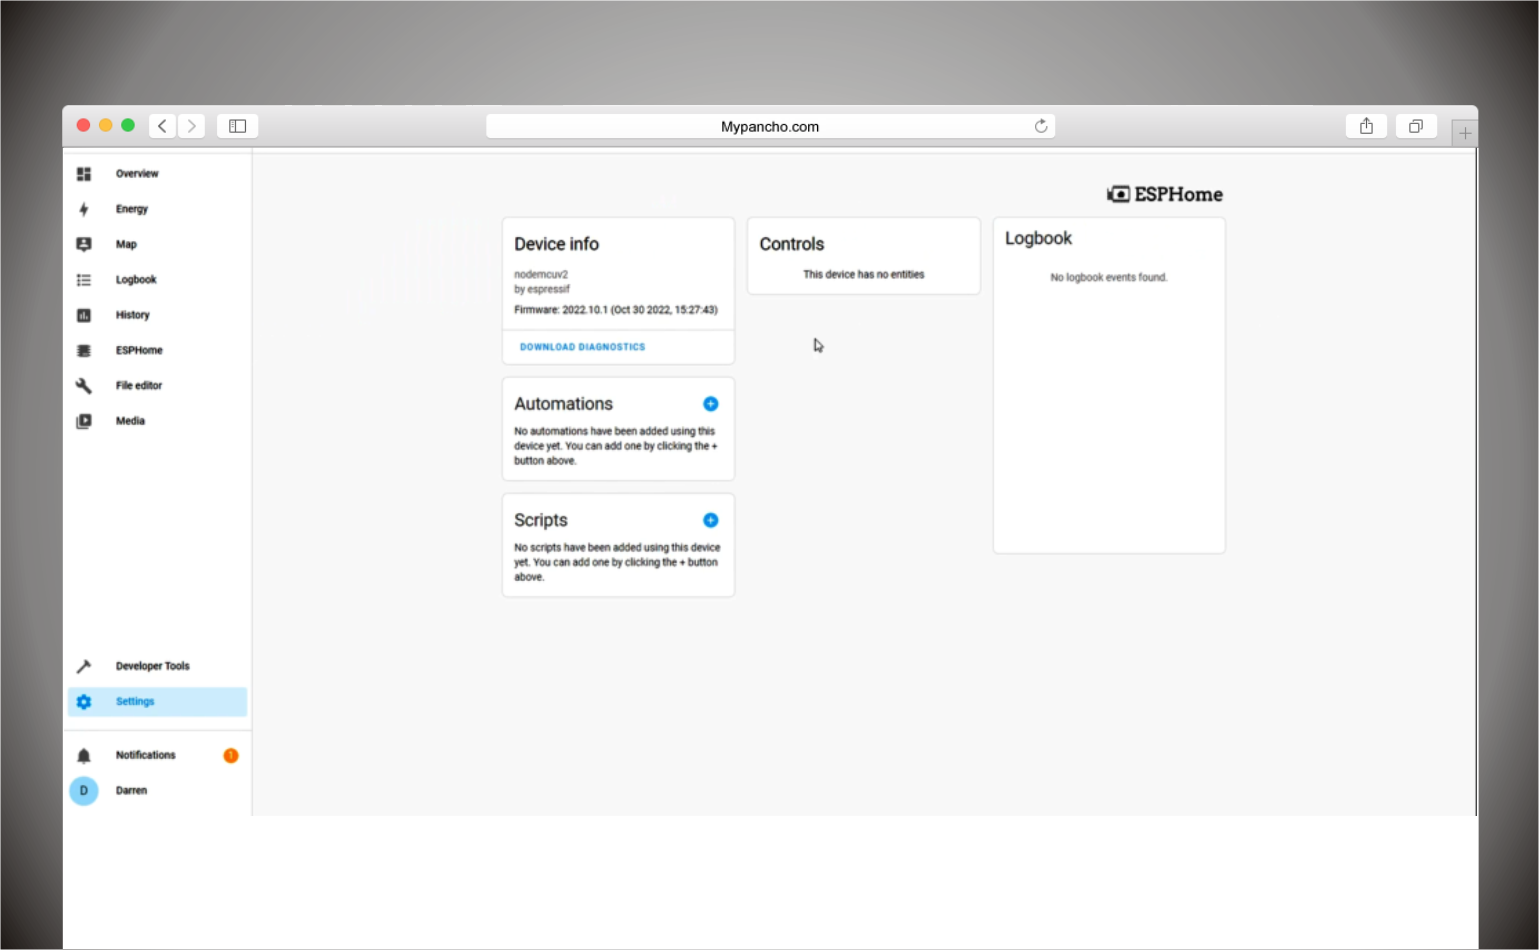 Mypancho.com
Overview
Energy
Map
Logbook
History
ESPHome
File editor
Media
Developer Tools
Settings
Notifications
1
D
Darren
ESPHome
Device info
nodemcuv2
by espressif
Firmware: 2022.10.1 (Oct 30 2022, 15:27:43)
DOWNLOAD DIAGNOSTICS
Automations
No automations have been added using this
device yet. You can add one by clicking the +
button above.
Scripts
No scripts have been added using this device
yet. You can add one by clicking the + button
above.
Controls
This device has no entities
Logbook
No logbook events found.